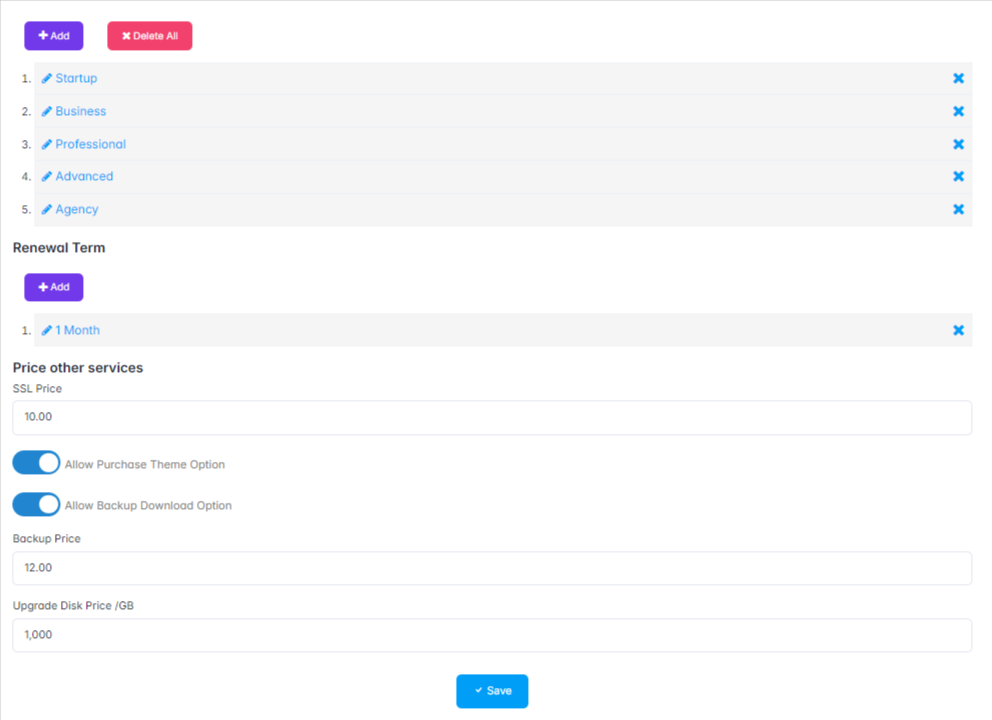 Add Delete All
1. Startup
2. Business
3. Professional
4. Advanced
5. Agency
Renewal Term
Add
1. 1 Month
Price other services
SSL Price
10.00
Allow Purchase Theme Option
Allow Backup Download Option
Backup Price
12.00
Upgrade Disk Price /GB
1,000
Save